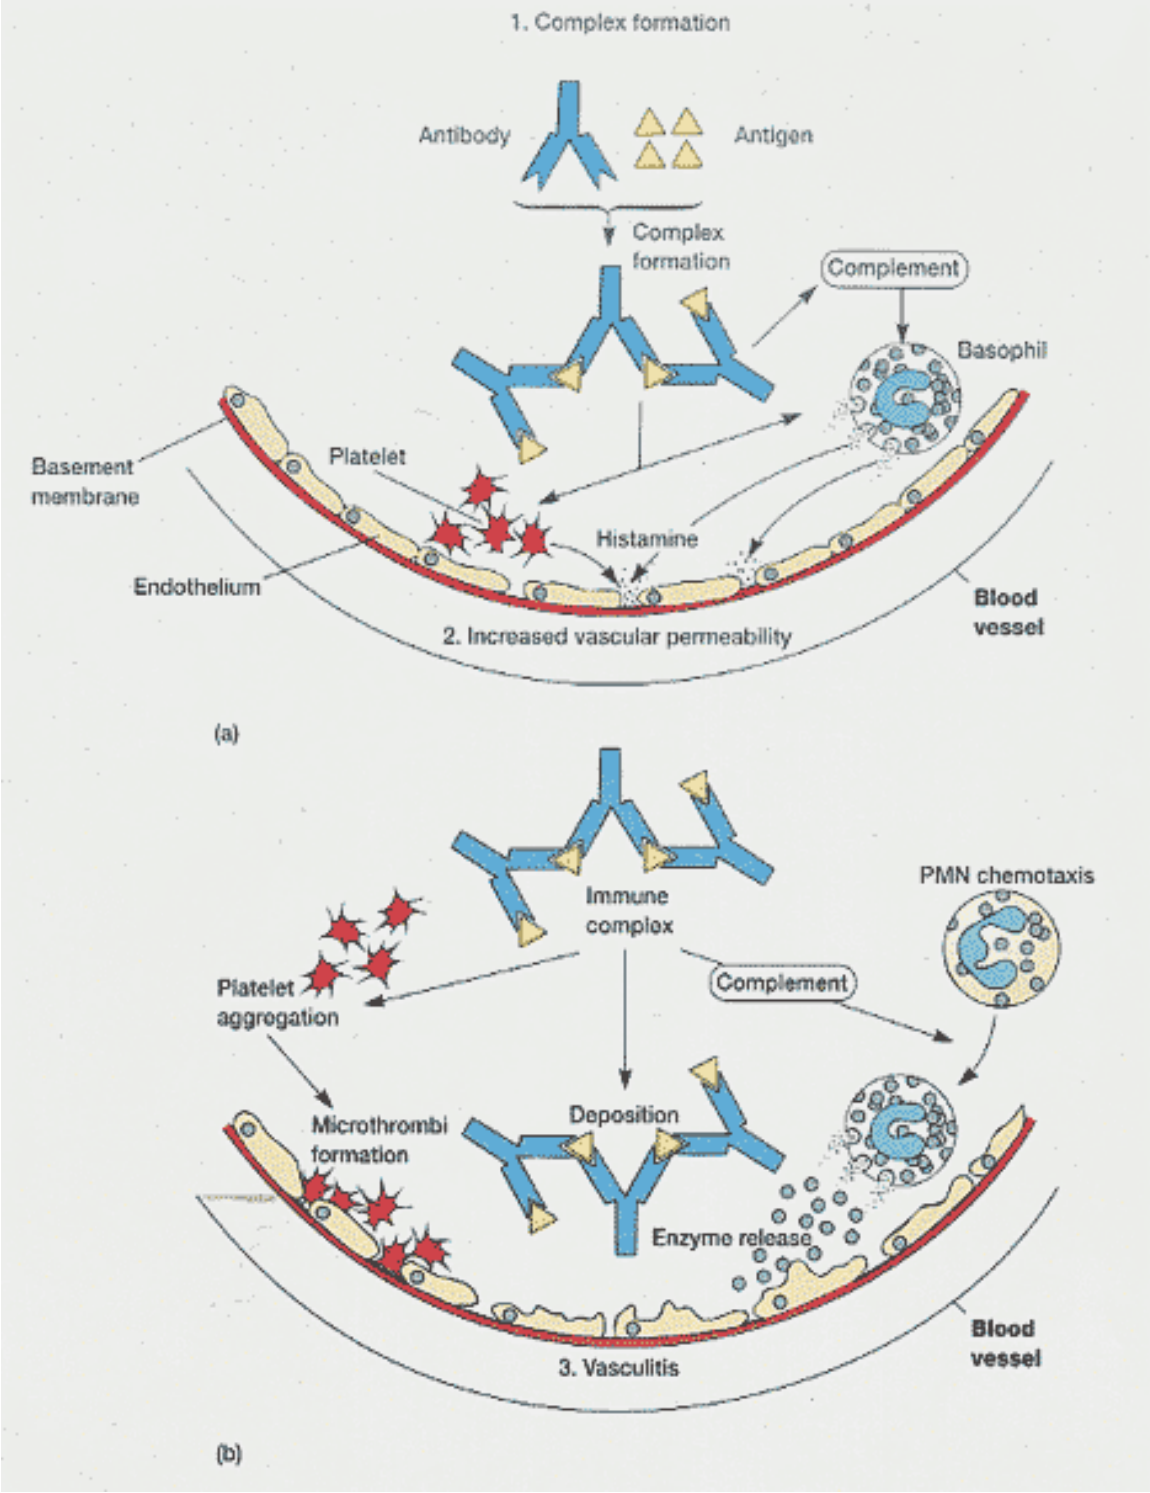 1. Complex formation
Antibody
Antigen
Complex
formation
Complement
Basophil
Basement
membrane
Platelet
Histamine
Endothelium
Blood
vessel
2. Increased vascular permeability
(a)
PMN chemotaxis
Immune
complex
Complement
Platelet
aggregation
Microthrombi
formation
Deposition
Enzyme release
Blood
vessel
3. Vasculitis
(b)